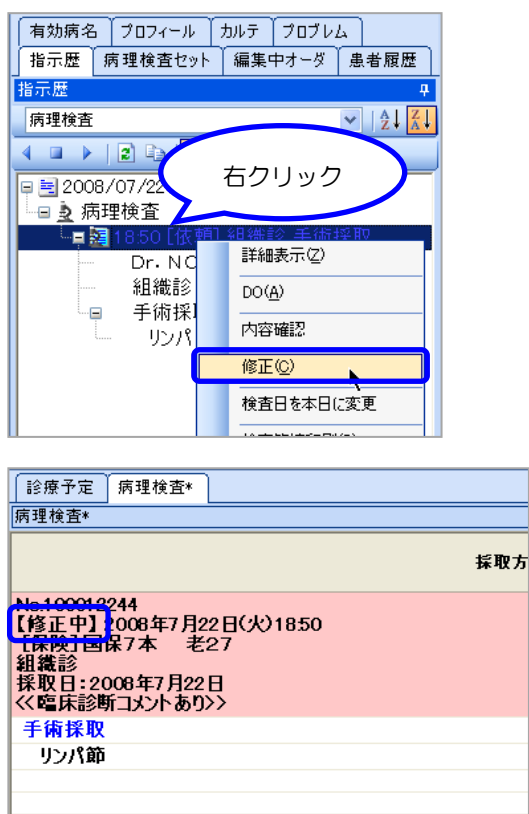 有効病名 プロフィール カルテ プロブレム
指示歴 病理検査セット 編集中オーダ 患者履歴
指示歴
病理検査
右クリック
2008/07/22
病理検査
18:50 [依頼] 組織診 手術採取
詳細表示(Z)
Dr. NO
DO(A)
組織診
手術採
内容確認
リンパ
修正(C)
検査日を本日に変更
診療予定 病理検査*
病理検査*
採取方
No.100012244
【修正中】2008年7月22日(火)18:50
[保険]国保7本 老27
組織診
採取日:2008年7月22日
<<臨床診断コメントあり>>
手術採取
リンパ節